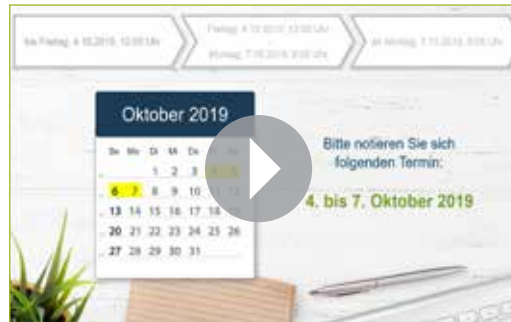 bis Freitag, 4.10.2019, 12:00 Uhr
Freitag, 4.10.2019, 12:00 Uhr
–
Montag, 7.10.2019, 8:00 Uhr
ab Montag, 7.10.2019, 8:00 Uhr
Oktober 2019
So Mo Di Mi Do
1 2 3 4 5
6 7 8 9 10 11 12
13 14 15 16 17 18 19
20 21 22 23 24 25 26
27 28 29 30 31
Bitte notieren Sie sich
folgenden Termin:
4. bis 7. Oktober 2019